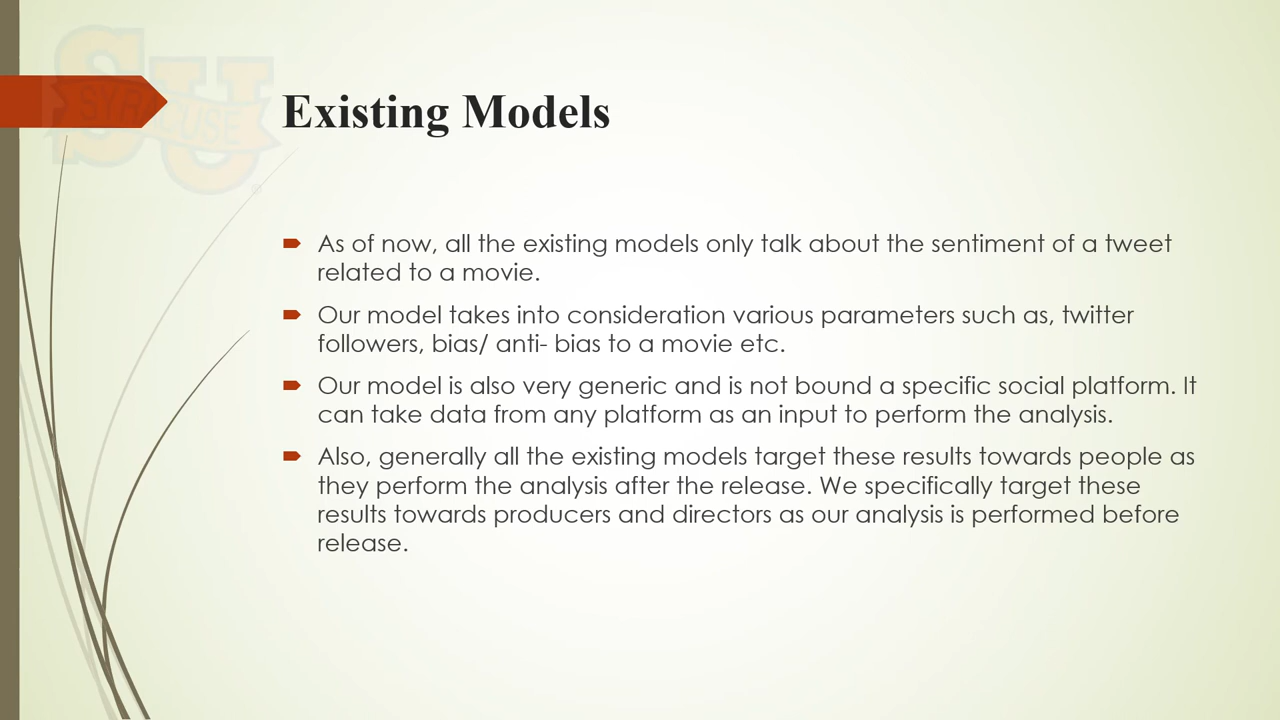 SYRACUSE
Existing Models
As of now, all the existing models only talk about the sentiment of a tweet
related to a movie.
Our model takes into consideration various parameters such as, twitter
followers, bias/ anti- bias to a movie etc.
Our model is also very generic and is not bound a specific social platform. It
can take data from any platform as an input to perform the analysis.
Also, generally all the existing models target these results towards people as
they perform the analysis after the release. We specifically target these
results towards producers and directors as our analysis is performed before
release.